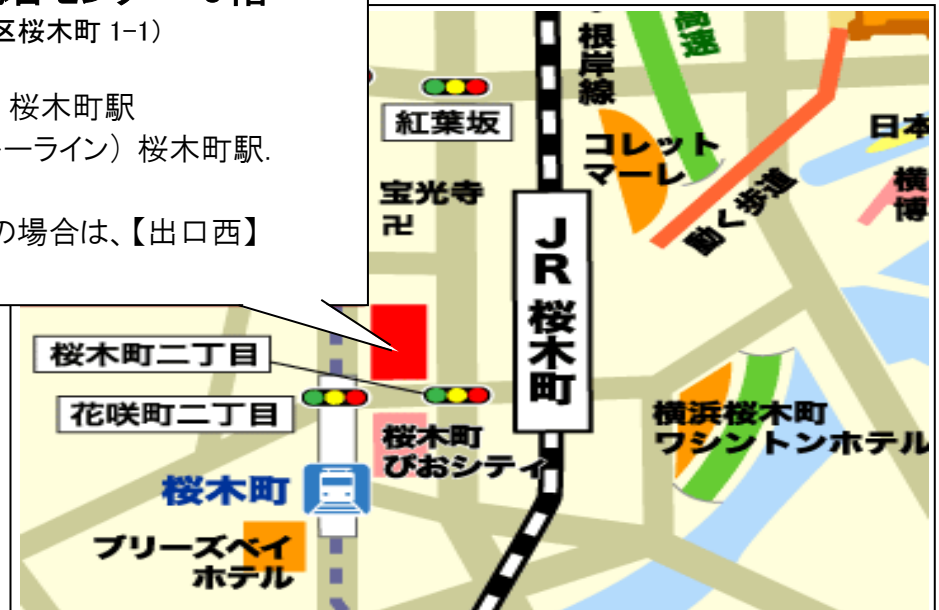 区桜木町 1-1）
桜木町駅
ーライン）桜木町駅.
の場合は、【出口西】
根岸線
高速
紅葉坂
コレット
マーレ
動く歩道
日本
横
博
宝光寺
卍
JR桜木町
桜木町二丁目
花咲町二丁目
桜木町
ぴおシティ
横浜桜木町
ワシントンホテル
桜木町
ブリーズベイ
ホテル